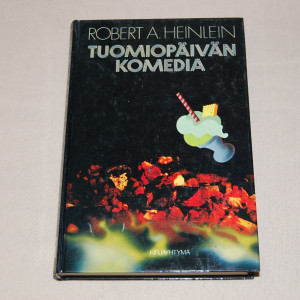 ROBERT A. HEINLEIN
TUOMIOPÄIVÄN
KOMEDIA
KIRJAYHTYMÄ